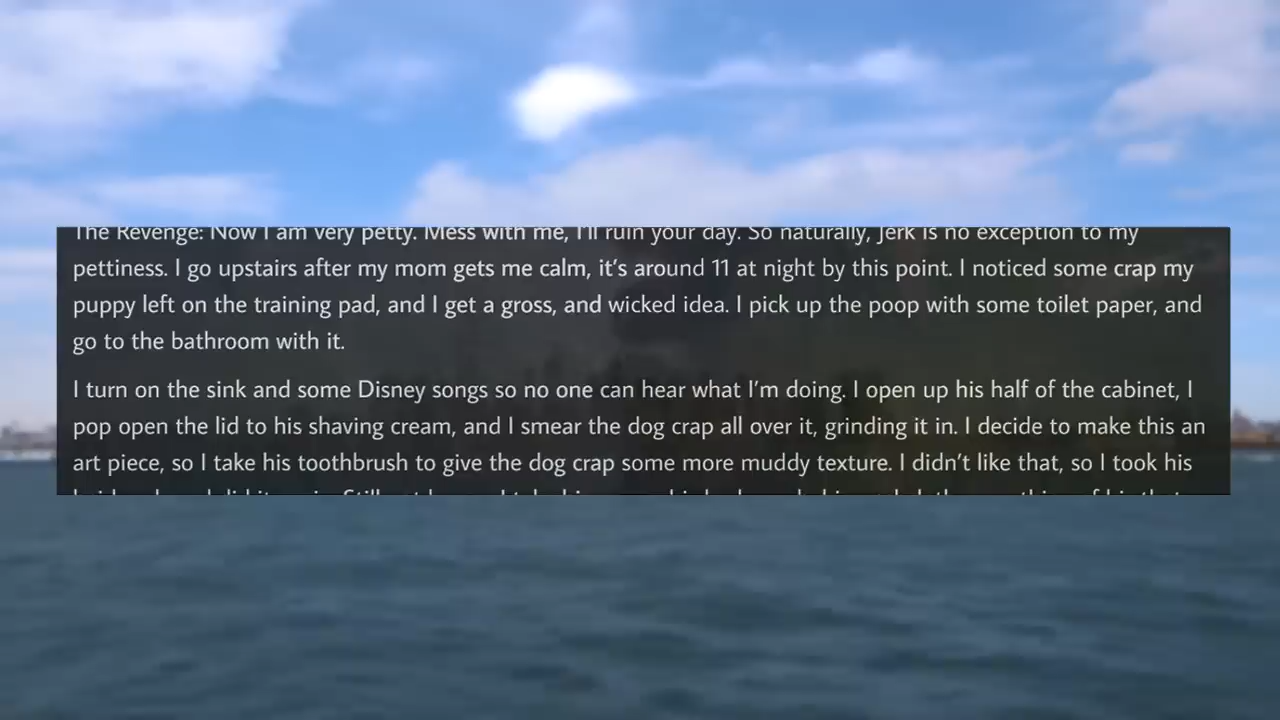 The Revenge: Now I am very petty. Mess with me, I'll ruin your day. So naturally, Jerk is no exception to my
pettiness. I go upstairs after my mom gets me calm, it's around 11 at night by this point. I noticed some crap my
puppy left on the training pad, and I get a gross, and wicked idea. I pick up the poop with some toilet paper, and
go to the bathroom with it.
I turn on the sink and some Disney songs so no one can hear what I'm doing. I open up his half of the cabinet, I
pop open the lid to his shaving cream, and I smear the dog crap all over it, grinding it in. I decide to make this an
art piece, so I take his toothbrush to give the dog crap some more muddy texture. I didn't like that, so I took his